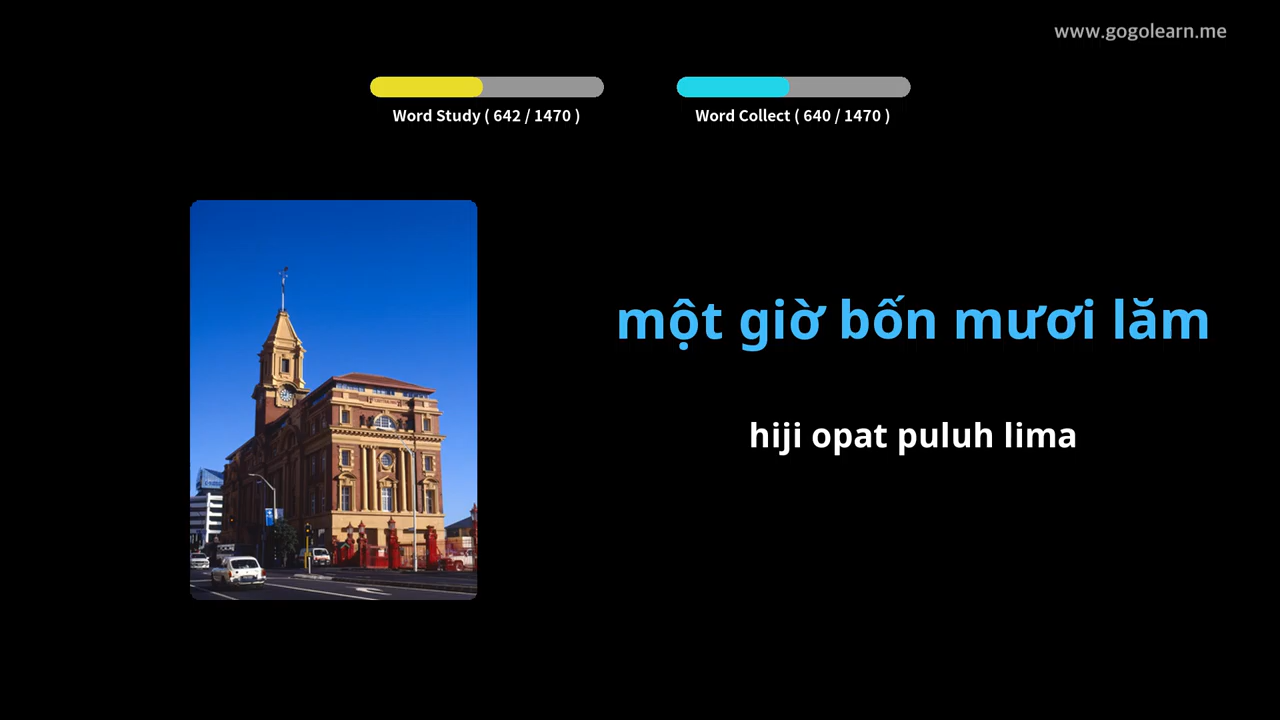 www.gogolearn.me
Word Study ( 642 / 1470 )
Word Collect ( 640 / 1470 )
một giờ bốn mươi lăm
hiji opat puluh lima